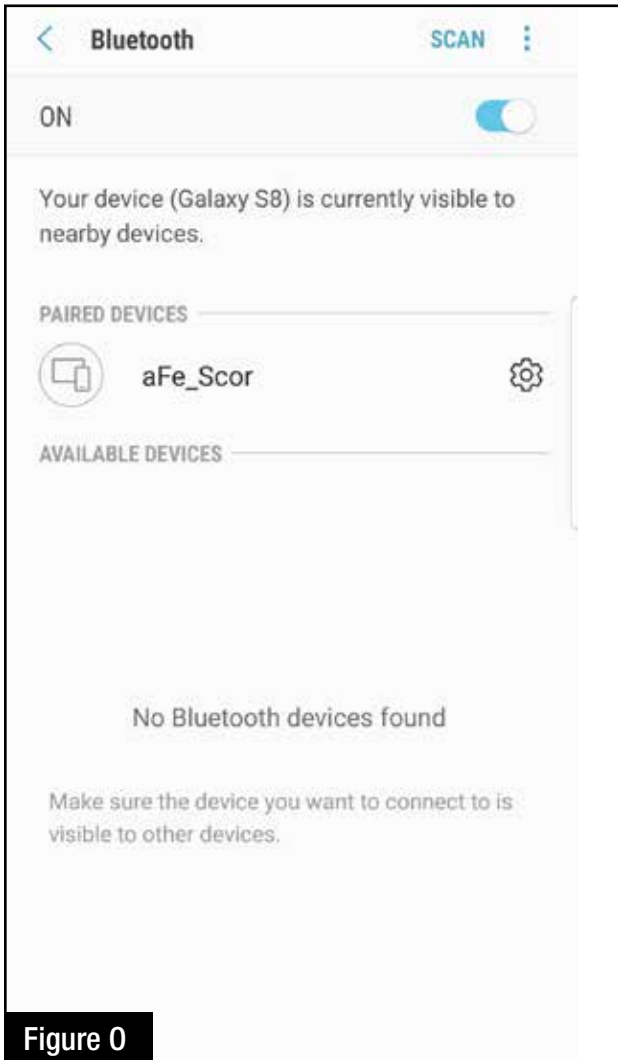 Bluetooth SCAN
ON
Your device (Galaxy S8) is currently visible to
nearby devices.
PAIRED DEVICES
aFe_Scor
AVAILABLE DEVICES
No Bluetooth devices found
Make sure the device you want to connect to is
visible to other devices.
Figure O